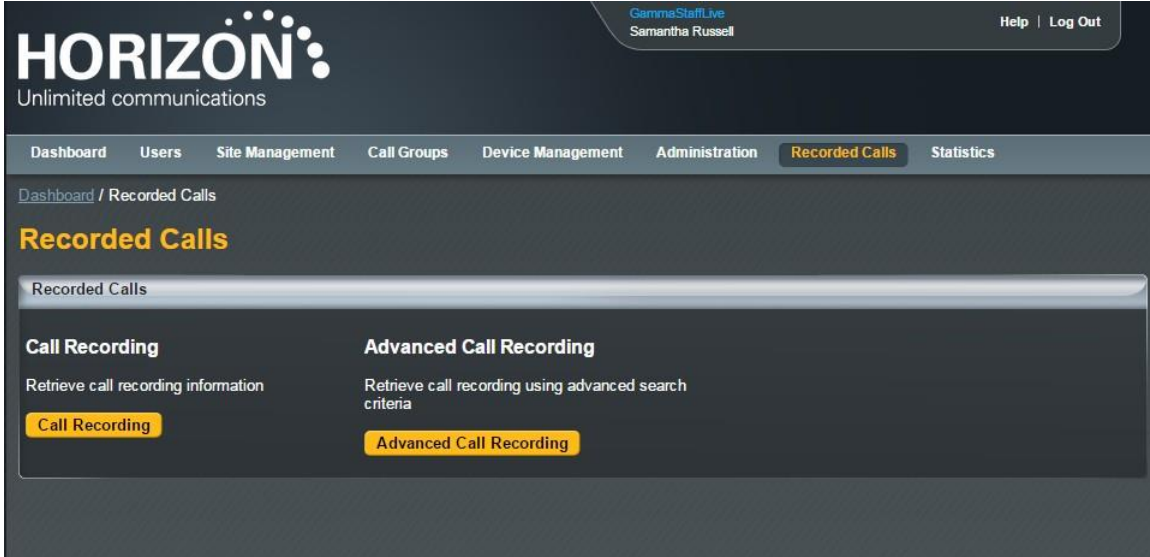 GammaStaffLive
Samantha Russell
Help | Log Out
HORIZON
Unlimited communications
Dashboard Users Site Management Call Groups Device Management Administration Recorded Calls Statistics
Dashboard / Recorded Calls
Recorded Calls
Recorded Calls
Call Recording
Retrieve call recording information
Call Recording
Advanced Call Recording
Retrieve call recording using advanced search
criteria
Advanced Call Recording